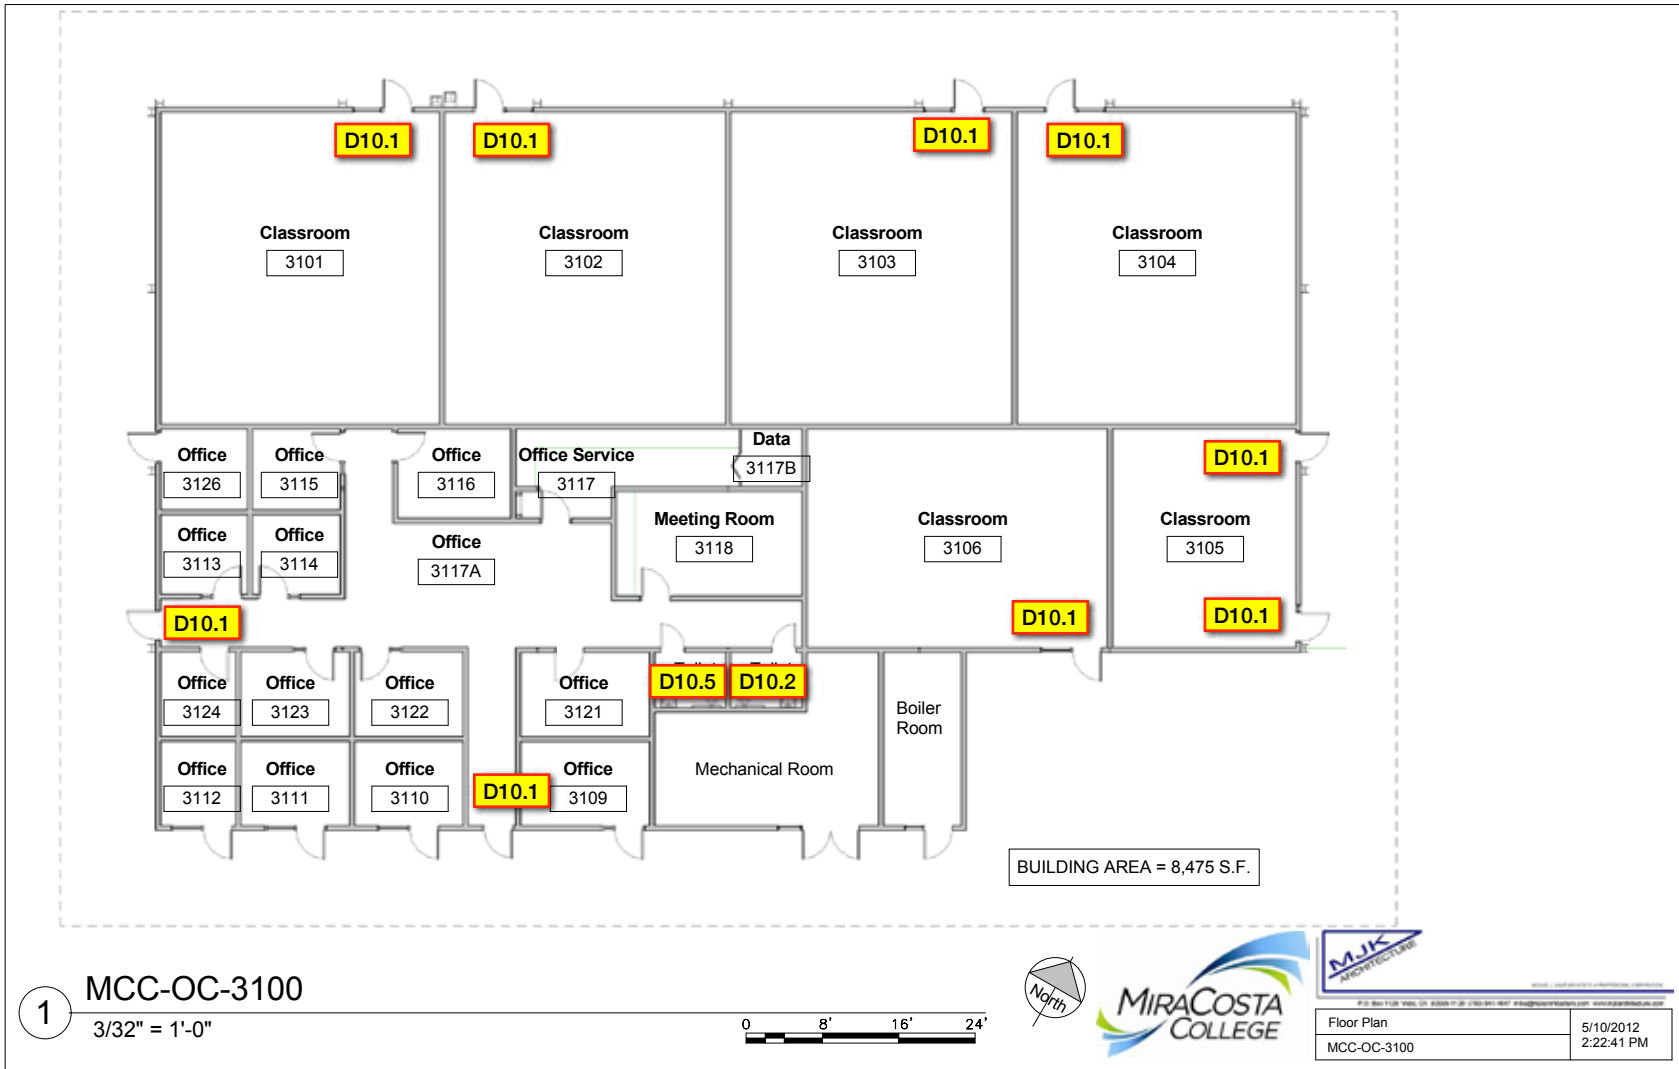 D10.1
D10.1
D10.1
D10.1
Classroom
3101
Classroom
3102
Classroom
3103
Classroom
3104
Office
3126
Office
3115
Office
3116
Office Service
3117
Data
3117B
D10.1
Office
3113
Office
3114
Office
3117A
Meeting Room
3118
Classroom
3106
Classroom
3105
D10.1
D10.1
D10.1
Office
3124
Office
3123
Office
3122
Office
3121
D10.5
D10.2
Boiler
Room
Office
3112
Office
3111
Office
3110
D10.1
Office
3109
Mechanical Room
BUILDING AREA = 8,475 S.F.
1
MCC-OC-3100
3/32" = 1'-0"
0 8' 16' 24'
North
MIRACOSTA
COLLEGE
MJK
ARCHITECTURE
Floor Plan
MCC-OC-3100
5/10/2012
2:22:41 PM